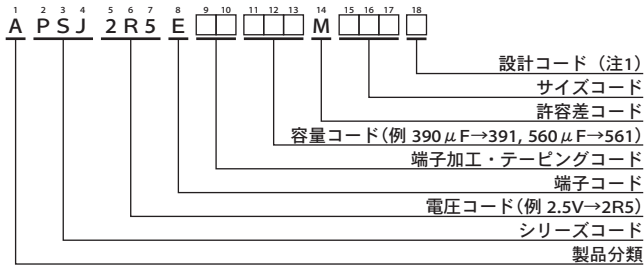 1 2 3 4 5 6 7 8 9 10 11 12 13 14 15 16 17 18
A P S J 2 R 5 E □ □ □ □ □ M □ □ □ □
設計コード（注1）
サイズコード
許容差コード
容量コード（例 390μF→391, 560μF→561）
端子加工・テーピングコード
端子コード
電圧コード（例 2.5V→2R5）
シリーズコード
製品分類